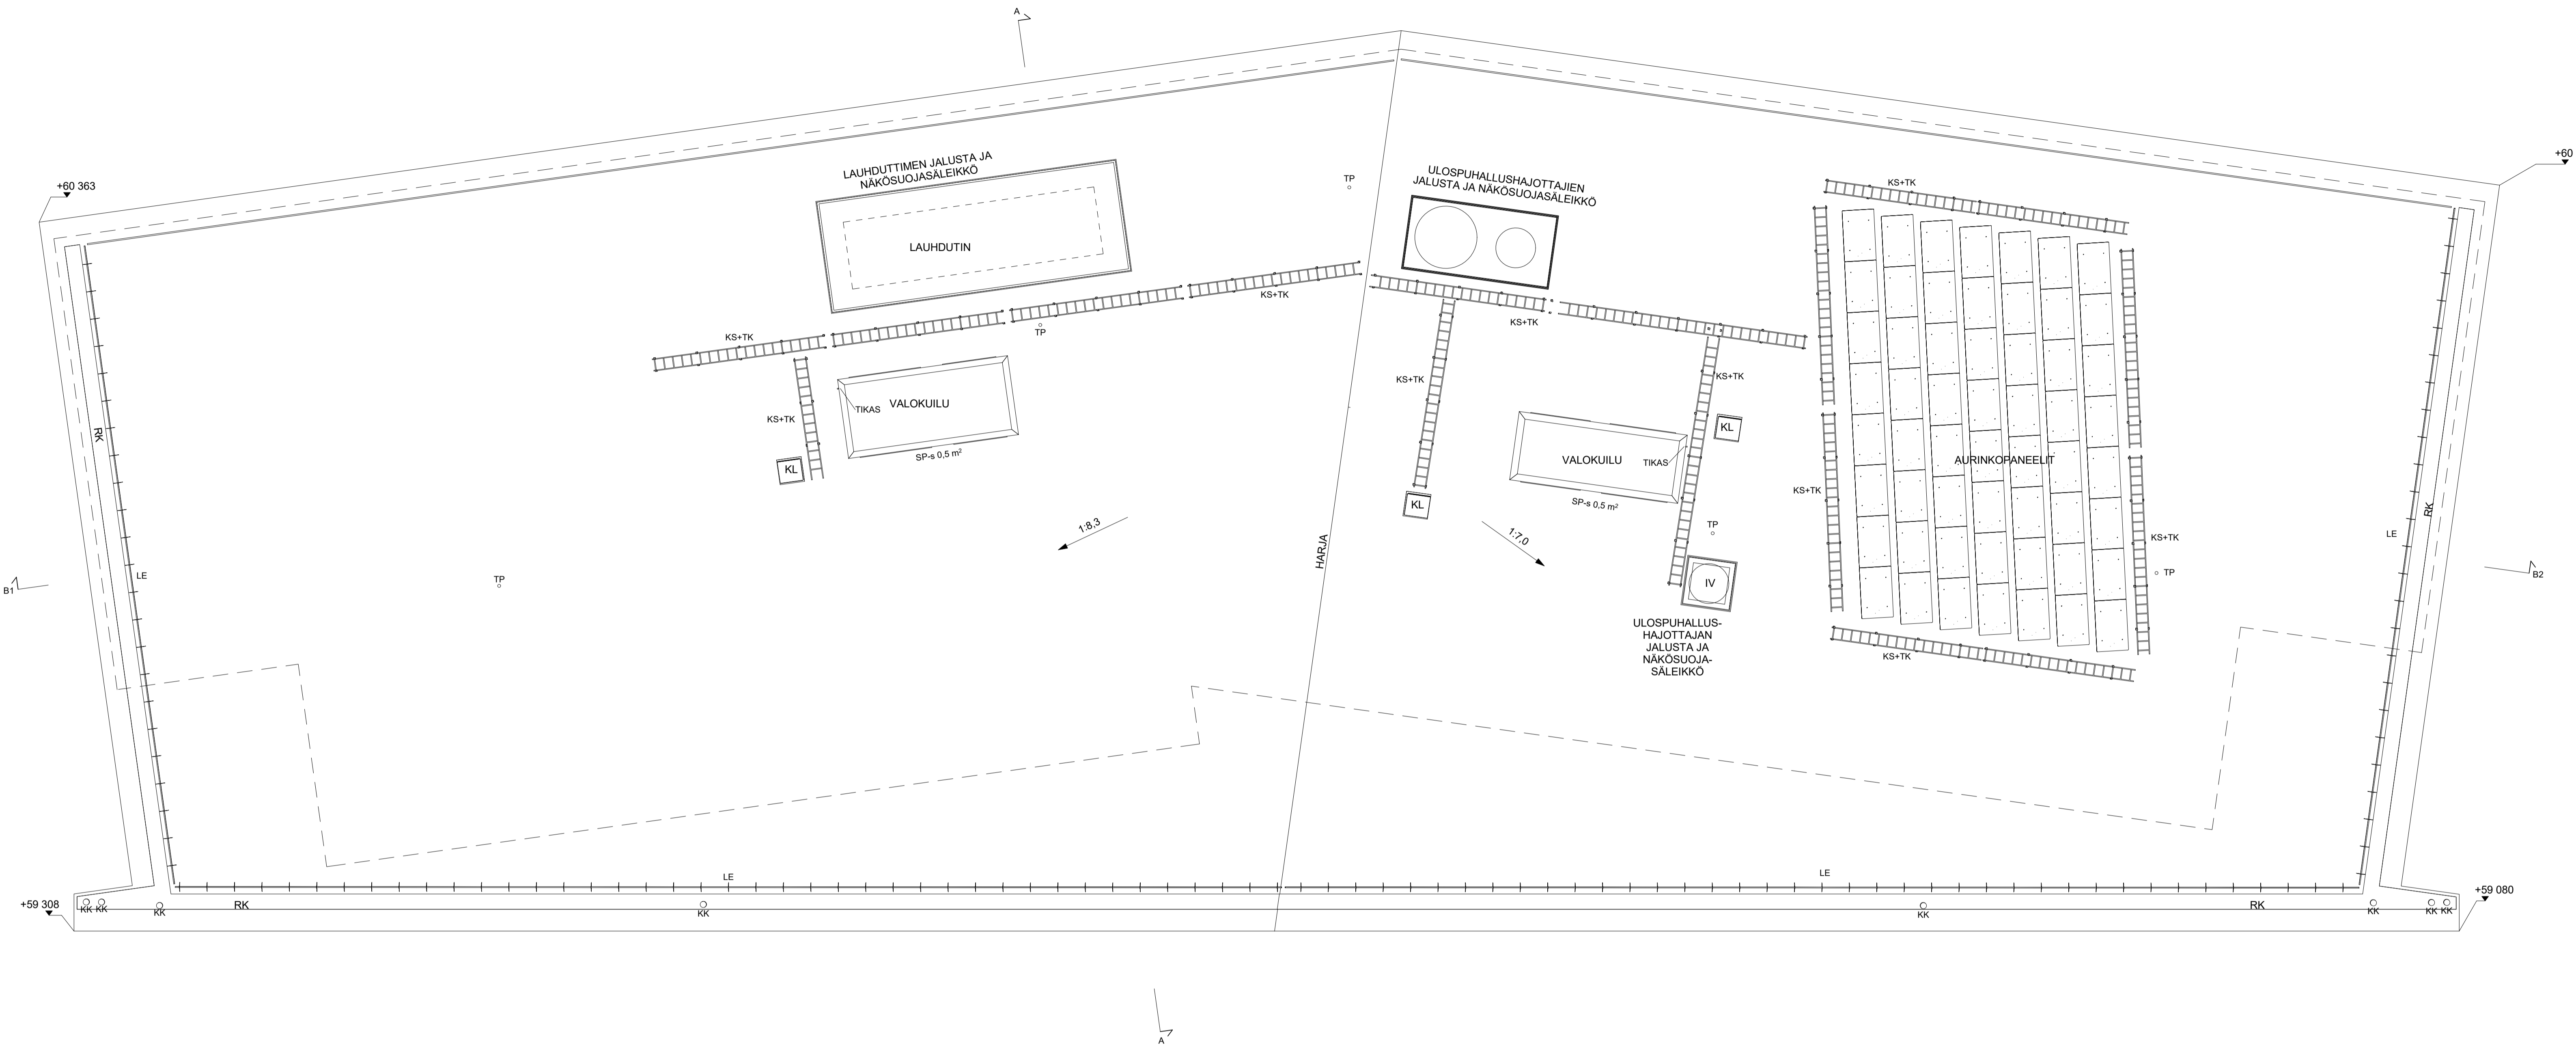 A
+60 363
+60
LAUHDUTTIMEN JALUSTA JA
NÄKÖSUOJASÄLEIKKÖ
LAUHDUTIN
TP
ULOSPUHALLUSHAJOTTAJIEN
JALUSTA JA NÄKÖSUOJASÄLEIKKÖ
KS+TK
KS+TK
TP
KS+TK
KS+TK
KS+TK
TIKAS
VALOKUILU
SP-s 0,5 m²
KL
KS+TK
KS+TK
KL
KL
VALOKUILU
TIKAS
SP-s 0,5 m²
AURINKOPANEELIT
KS+TK
KS+TK
TP
RK
RK
LE
LE
TP
1:8,3
HARJA
1:7,0
TP
IV
ULOSPUHALLUS-
HAJOTTAJAN
JALUSTA JA
NÄKÖSUOJA-
SÄLEIKKÖ
KS+TK
B1
B2
LE
LE
+59 308
KK
KK
KK
RK
KK
KK
RK
KK
KK
KK
+59 080
A